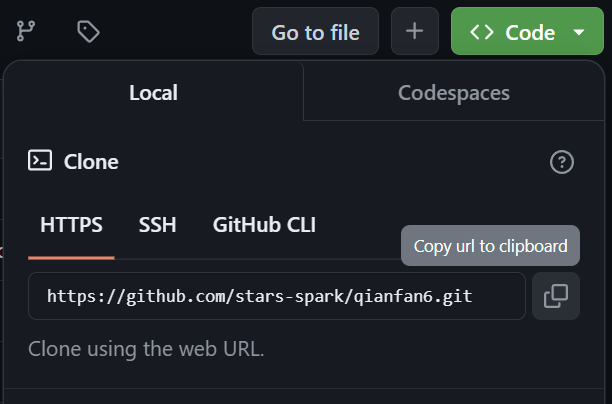 Go to file
Code
Local
Codespaces
Clone
HTTPS
SSH
GitHub CLI
Copy url to clipboard
https://github.com/stars-spark/qianfan6.git
Clone using the web URL.